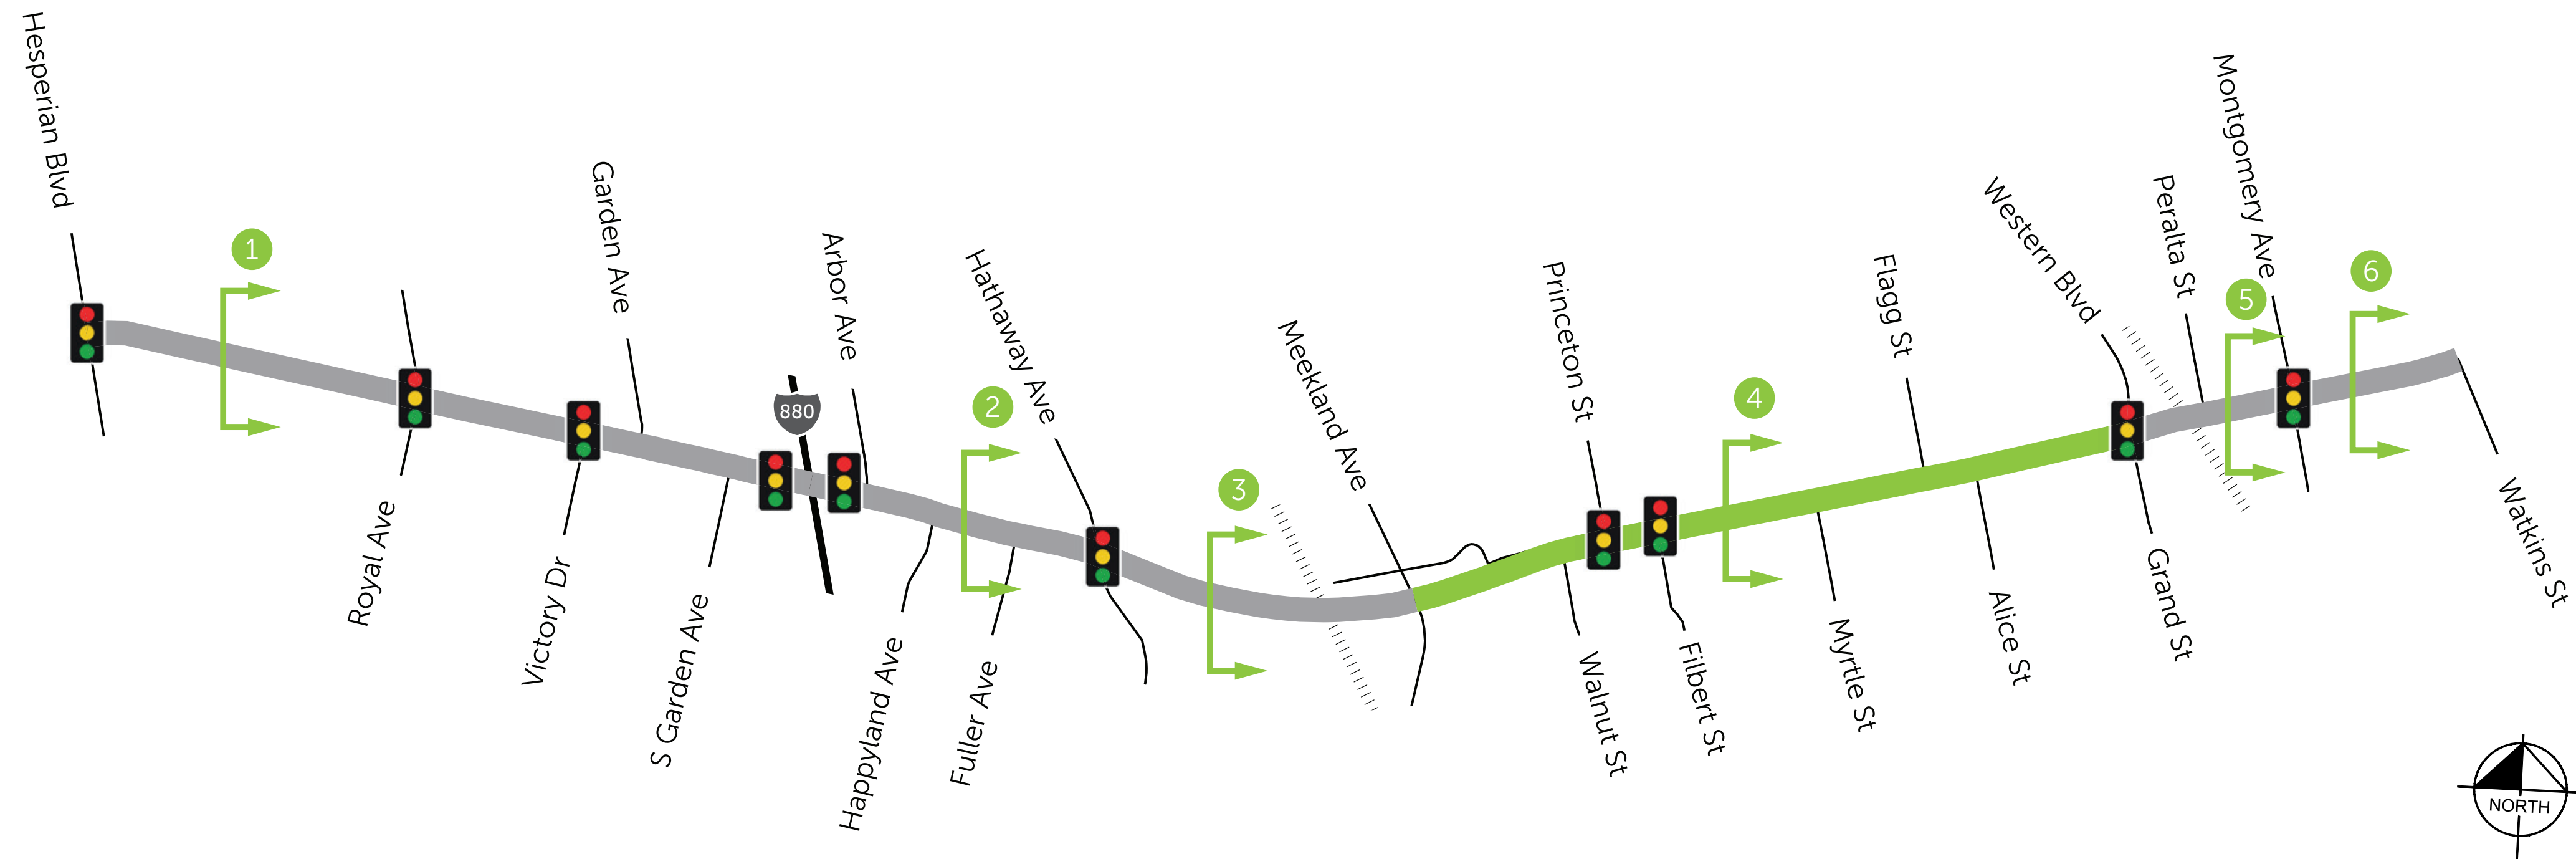 Hesperian Blvd
1
Royal Ave
Victory Dr
Garden Ave
S Garden Ave
880
Arbor Ave
Happyland Ave
2
Fuller Ave
Hathaway Ave
3
Meekland Ave
Princeton St
Walnut St
Filbert St
4
Myrtle St
Flagg St
Alice St
Western Blvd
Grand St
Peralta St
5
Montgomery Ave
6
Watkins St
NORTH